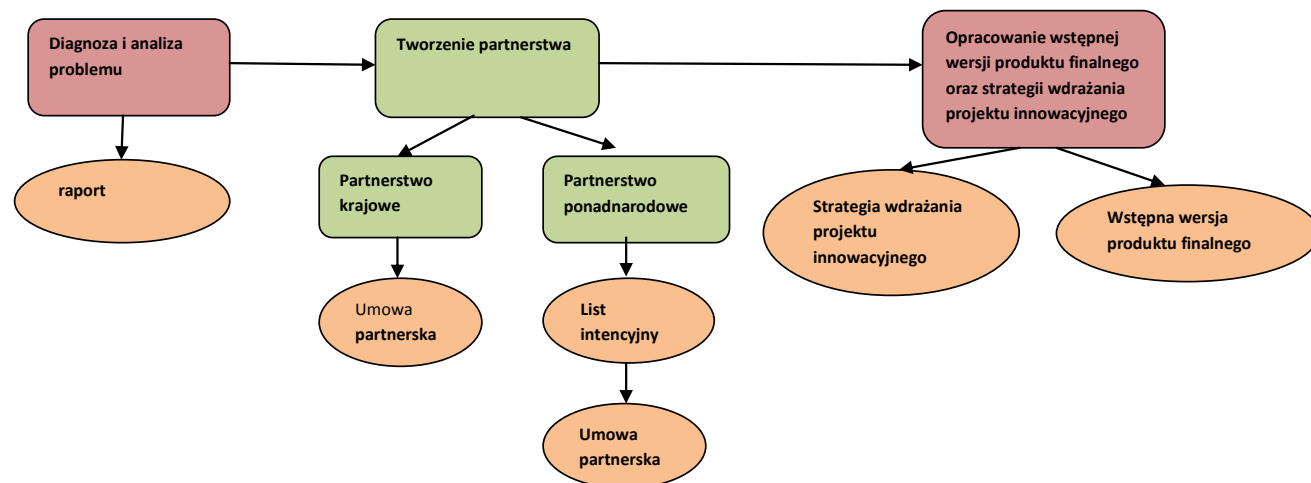 Diagnoza i analiza
problemu
Tworzenie partnerstwa
Opracowanie wstępnej
wersji produktu finalnego
oraz strategii wdrażania
projektu innowacyjnego
raport
Partnerstwo
krajowe
Partnerstwo
ponadnarodowe
Strategia wdrażania
projektu
innowacyjnego
Wstępna wersja
produktu finalnego
Umowa
partnerska
List
intencyjny
Umowa
partnerska